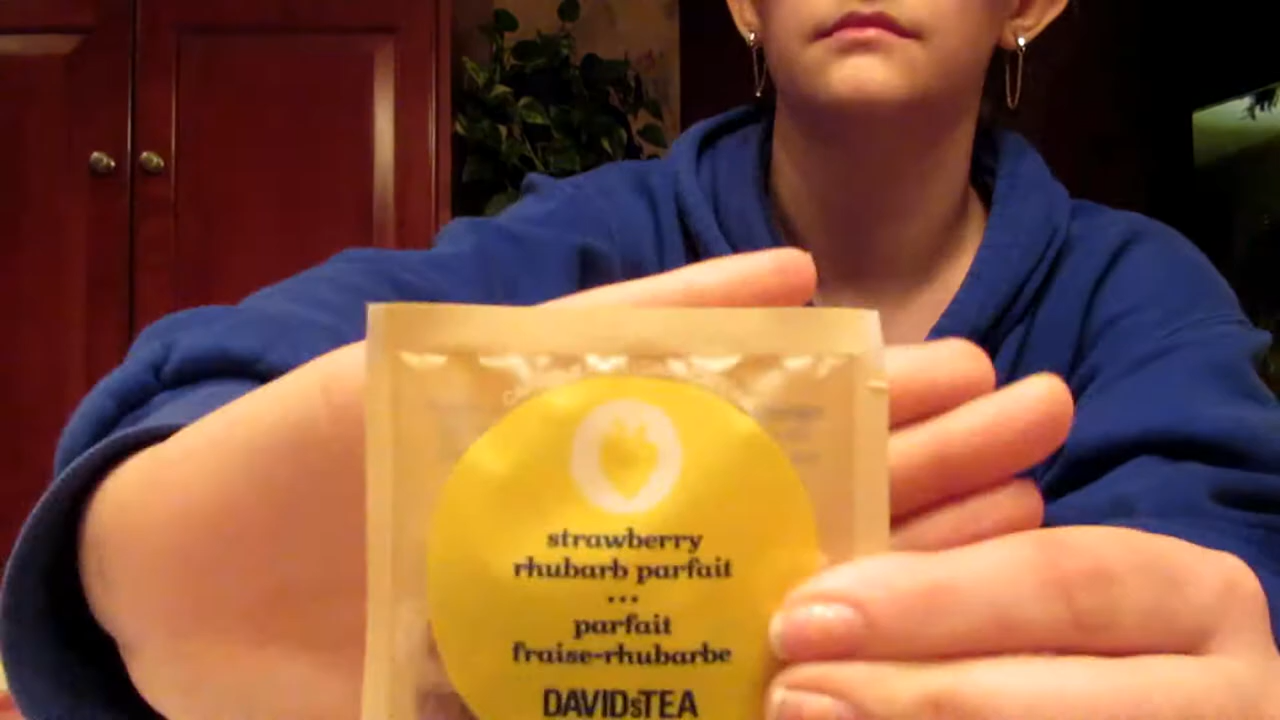 strawberry
rhubarb parfait
...
parfait
fraise-rhubarbe
DAVIDsTEA